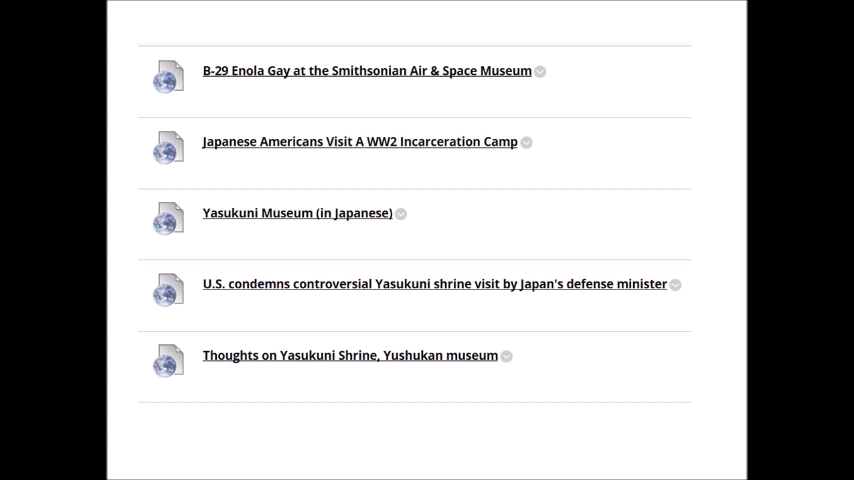 B-29 Enola Gay at the Smithsonian Air & Space Museum
Japanese Americans Visit A WW2 Incarceration Camp
Yasukuni Museum (in Japanese)
U.S. condemns controversial Yasukuni shrine visit by Japan's defense minister
Thoughts on Yasukuni Shrine, Yushukan museum